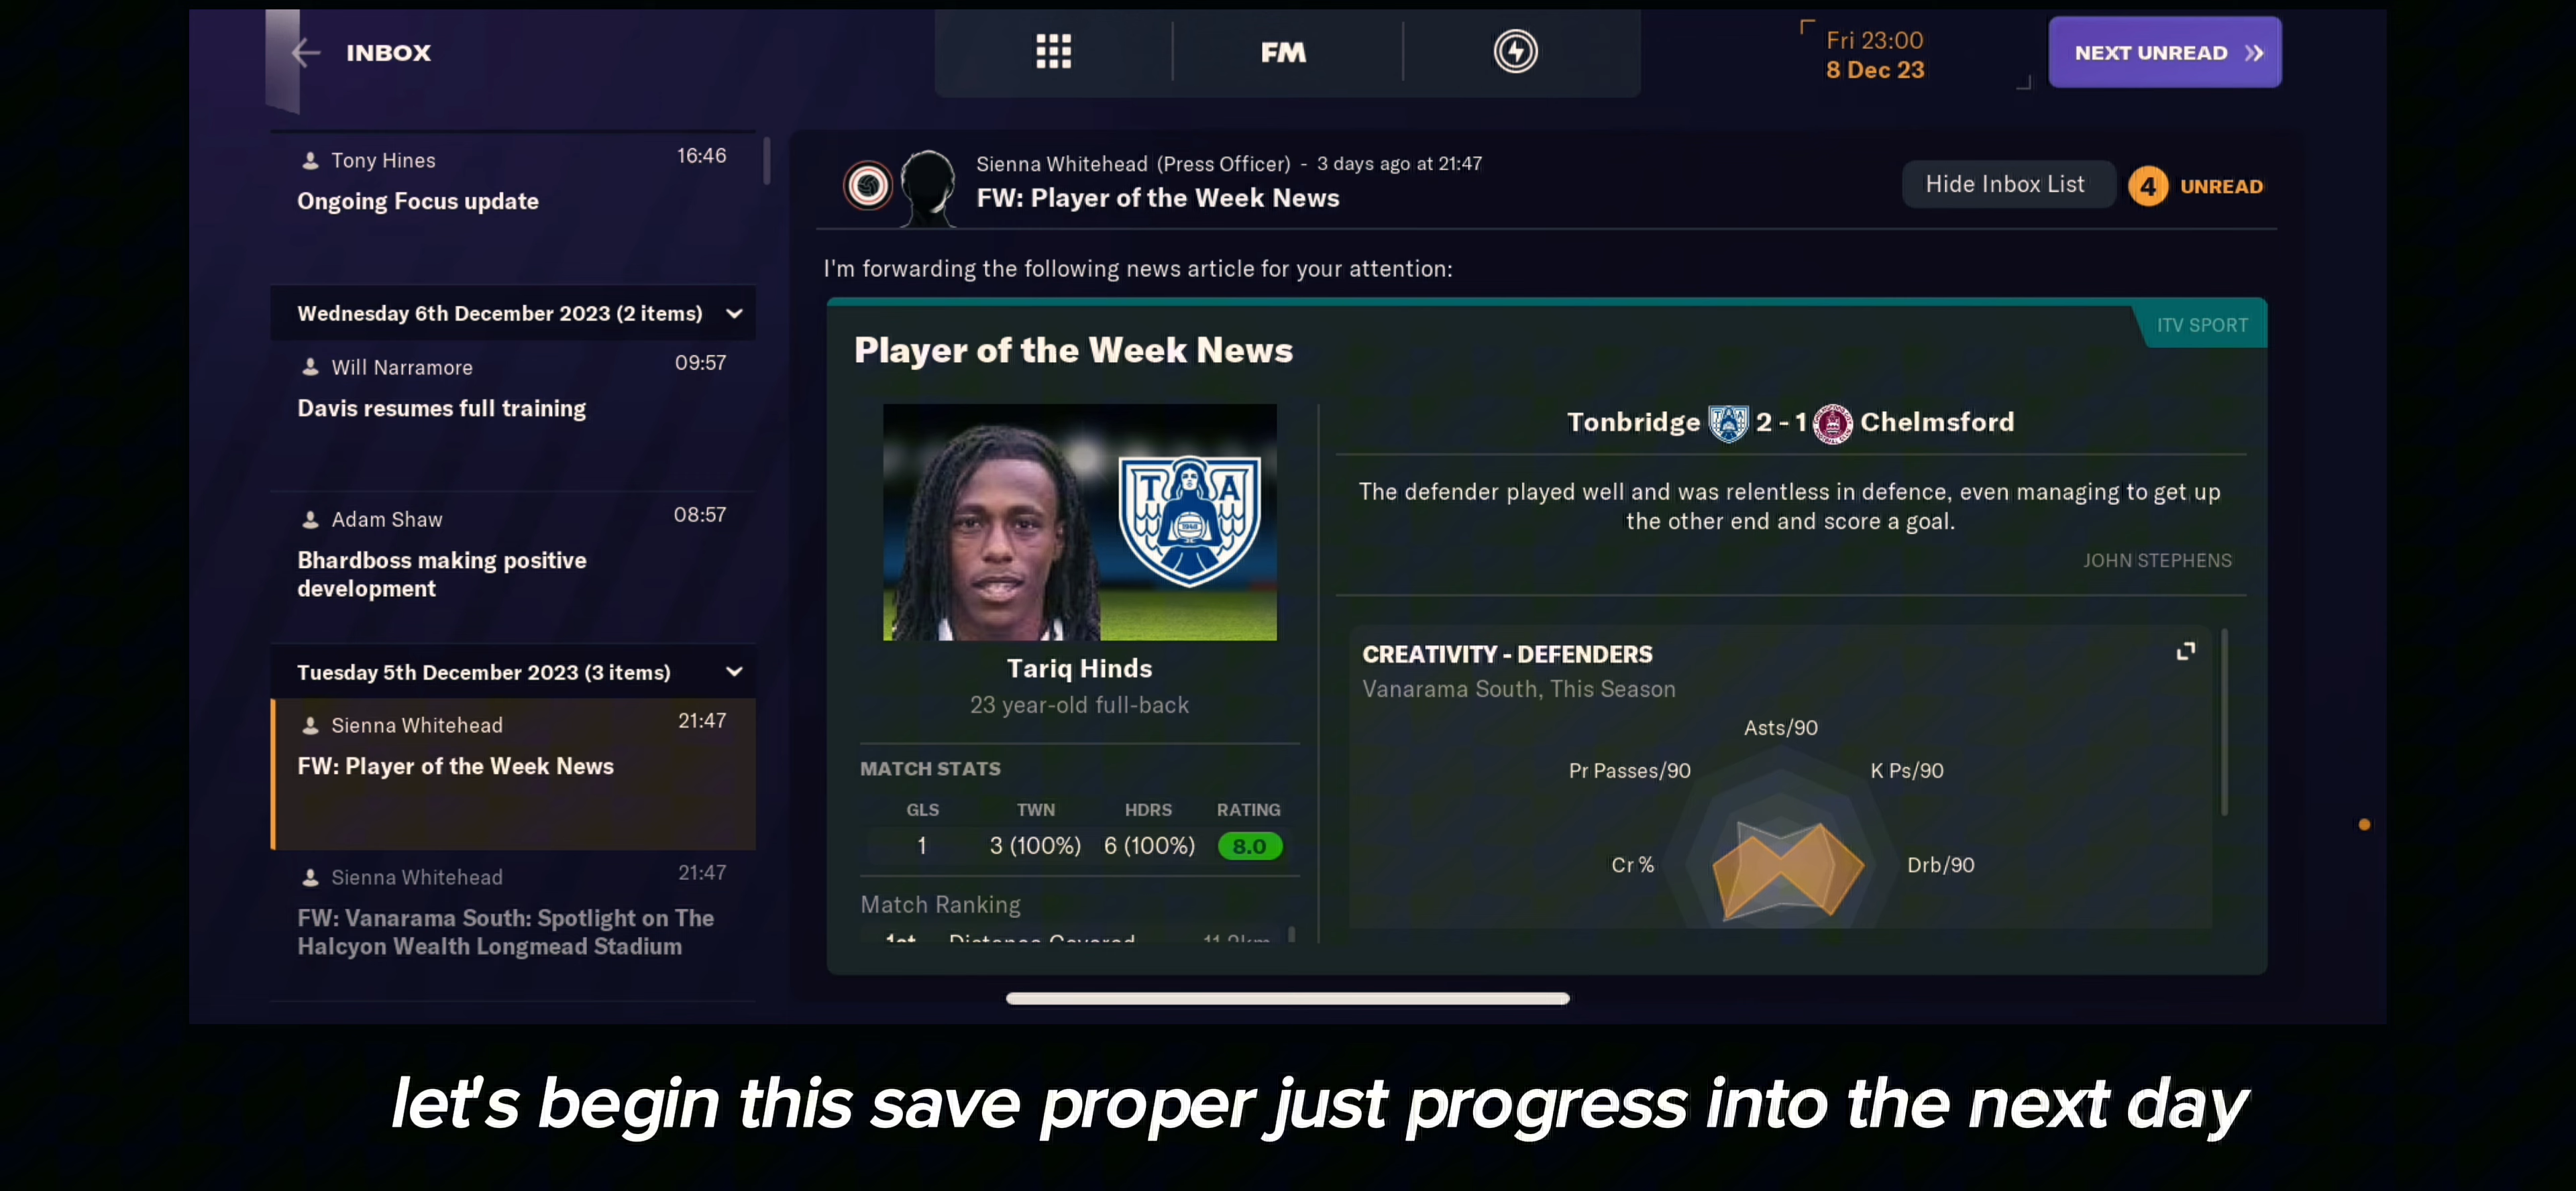 INBOX
FM
Fri 23:00
8 Dec 23
NEXT UNREAD
Tony Hines
16:46
Ongoing Focus update
Wednesday 6th December 2023 (2 items)
Will Narramore
09:57
Davis resumes full training
Adam Shaw
08:57
Bhardboss making positive
development
Tuesday 5th December 2023 (3 items)
Sienna Whitehead
21:47
FW: Player of the Week News
Sienna Whitehead
21:47
FW: Vanarama South: Spotlight on The
Halcyon Wealth Longmead Stadium
Sienna Whitehead (Press Officer) - 3 days ago at 21:47
FW: Player of the Week News
Hide Inbox List
4 UNREAD
I'm forwarding the following news article for your attention:
ITV SPORT
Player of the Week News
T A
1948
Tariq Hinds
23 year-old full-back
MATCH STATS
GLS TWN HDRS RATING
1 3 (100%) 6 (100%) 8.0
Match Ranking
1st Distance Covered
Tonbridge 2 - 1 Chelmsford
The defender played well and was relentless in defence, even managing to get up
the other end and score a goal.
JOHN STEPHENS
CREATIVITY - DEFENDERS
Vanarama South, This Season
Asts/90
Pr Passes/90
K Ps/90
Cr %
Drb/90
let's begin this save proper just progress into the next day